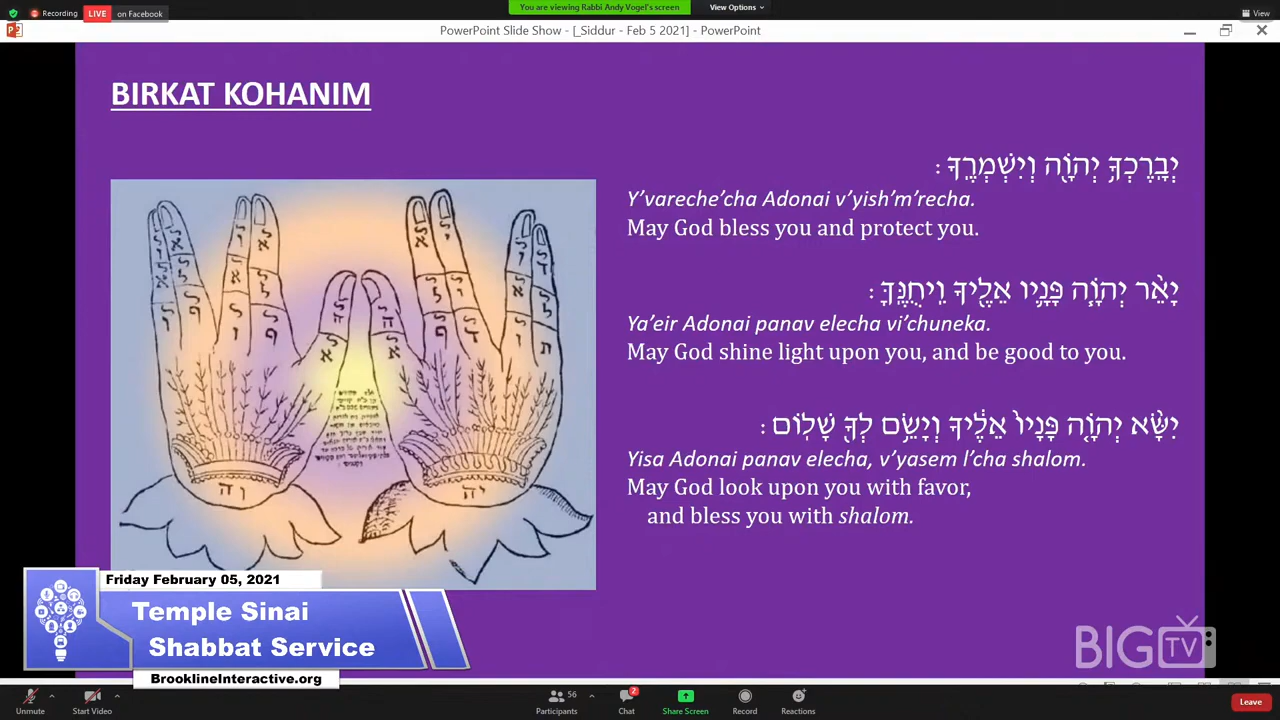 Recording
LIVE
on Facebook
You are viewing Rabbi Andy Vogel's screen
View Options
View
PowerPoint Slide Show - [_Siddur - Feb 5 2021] - PowerPoint
BIRKAT KOHANIM
יְבָרֶכְךָ֥ יְהוָ֖ה וְיִשְׁמְרֶֽךָ׃
Y'vareche'cha Adonai v'yish'm'recha.
May God bless you and protect you.
יָאֵ֨ר יְהוָ֧ה פָּנָ֛יו אֵלֶ֖יךָ וִֽיחֻנֶּֽךָּ׃
Ya'eir Adonai panav elecha vi'chuneka.
May God shine light upon you, and be good to you.
יִשָּׂ֨א יְהוָ֤ה פָּנָיו֙ אֵלֶ֔יךָ וְיָשֵׂ֥ם לְךָ֖ שָׁלֽוֹם׃
Yisa Adonai panav elecha, v'yasem l'cha shalom.
May God look upon you with favor,
and bless you with shalom.
וה
יה
Friday February 05, 2021
Temple Sinai
Shabbat Service
BrooklineInteractive.org
BIG TV
Unmute
Start Video
56
Participants
2
Chat
Share Screen
Record
Reactions
Leave